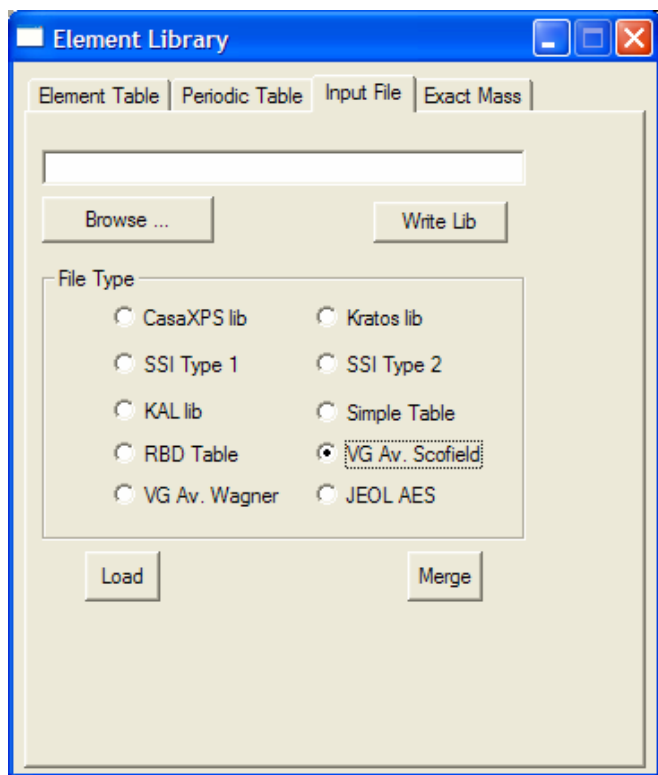 Element Library
Element Table Periodic Table Input File Exact Mass
Browse ... Write Lib
File Type
CasaXPS lib Kratos lib
SSI Type 1 SSI Type 2
KAL lib Simple Table
RBD Table VG Av. Scofield
VG Av. Wagner JEOL AES
Load Merge